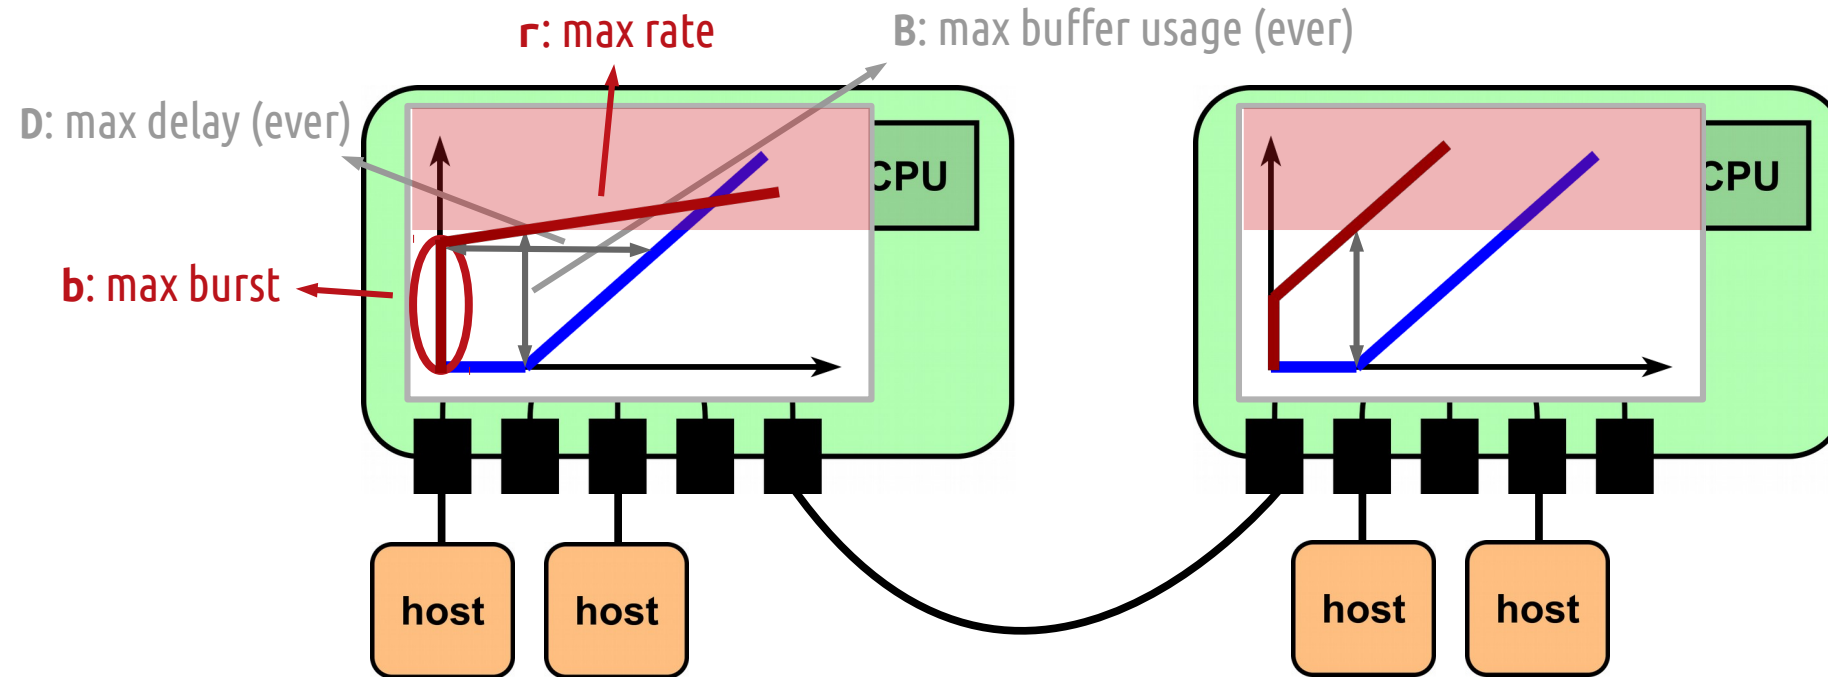 r: max rate
B: max buffer usage (ever)
D: max delay (ever)
CPU
CPU
b: max burst
host
host
host
host